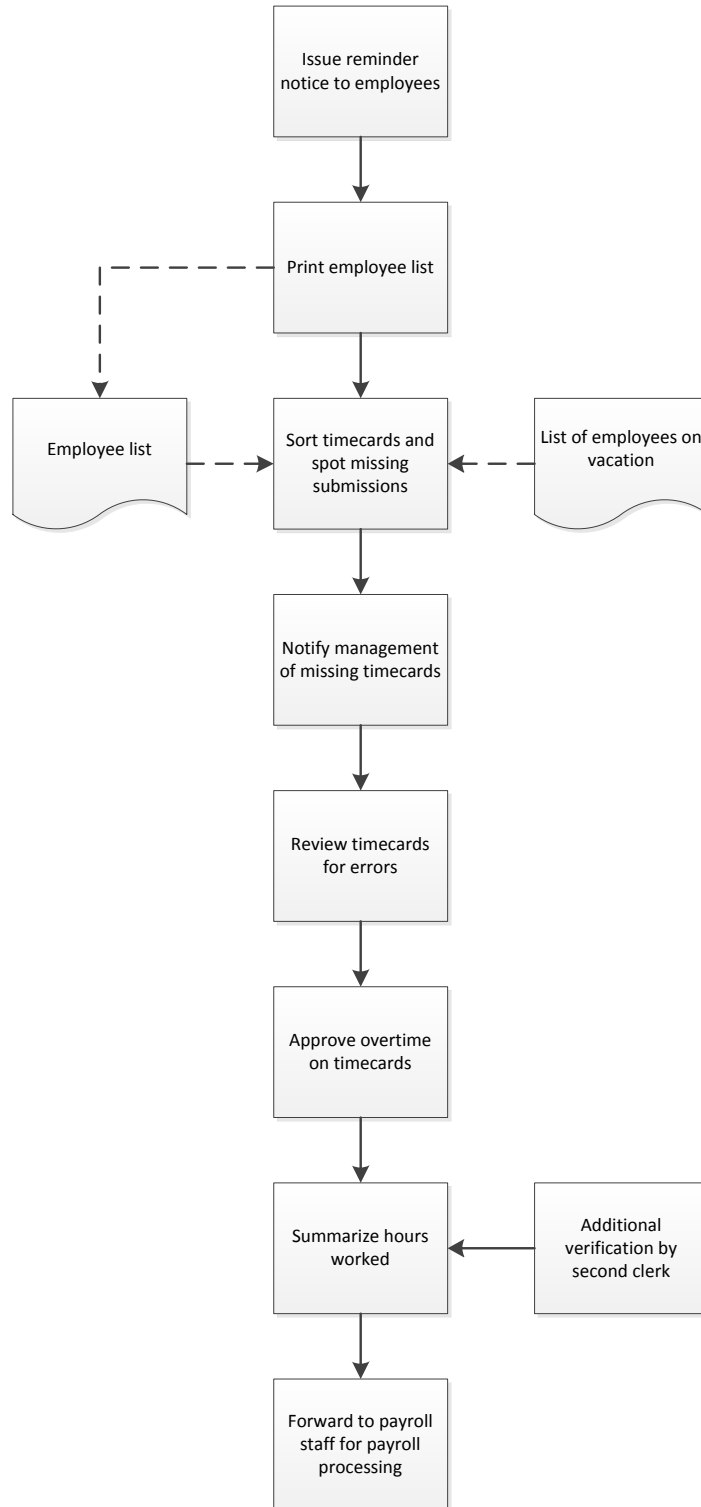 Issue reminder
notice to employees
Print employee list
Employee list
Sort timecards and
spot missing
submissions
List of employees on
vacation
Notify management
of missing timecards
Review timecards
for errors
Approve overtime
on timecards
Summarize hours
worked
Additional
verification by
second clerk
Forward to payroll
staff for payroll
processing